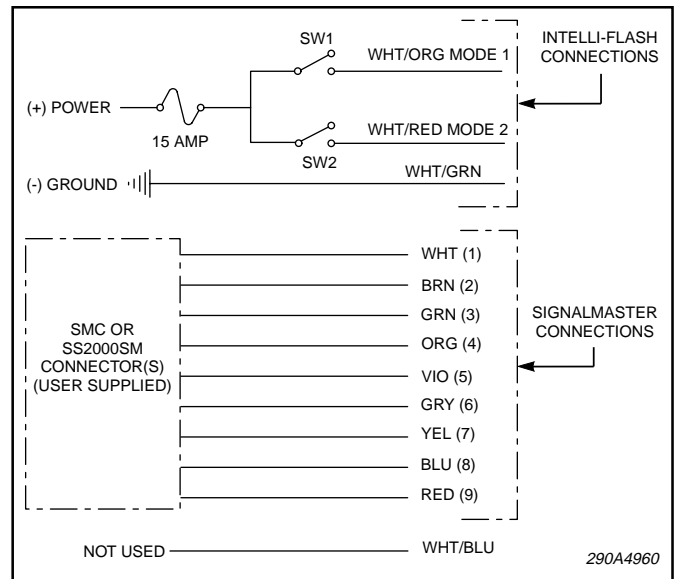 SW1
WHT/ORG MODE 1
INTELLI-FLASH
CONNECTIONS
(+) POWER
15 AMP
WHT/RED MODE 2
SW2
(-) GROUND
WHT/GRN
WHT (1)
BRN (2)
GRN (3)
ORG (4)
VIO (5)
GRY (6)
YEL (7)
BLU (8)
RED (9)
SMC OR
SS2000SM
CONNECTOR(S)
(USER SUPPLIED)
SIGNALMASTER
CONNECTIONS
NOT USED
WHT/BLU
290A4960